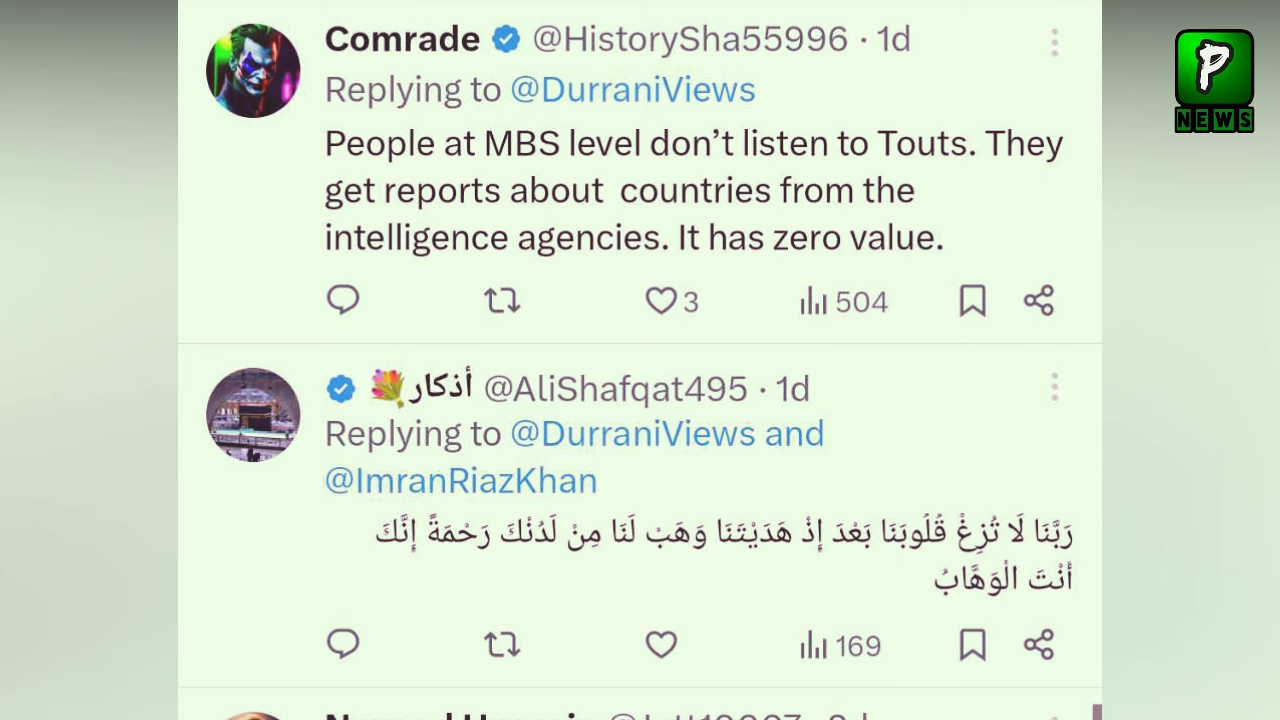 Comrade @HistorySha55996 · 1d
Replying to @DurraniViews
People at MBS level don’t listen to Touts. They
get reports about  countries from the
intelligence agencies. It has zero value.
3 504
أذكار @AliShafqat495 · 1d
Replying to @DurraniViews and
@ImranRiazKhan
رَبَّنَا لَا تُزِغْ قُلُوبَنَا بَعْدَ إِذْ هَدَيْتَنَا وَهَبْ لَنَا مِنْ لَدُنْكَ رَحْمَةً إِنَّكَ
أَنْتَ الْوَهَّابُ
169
P
NEWS